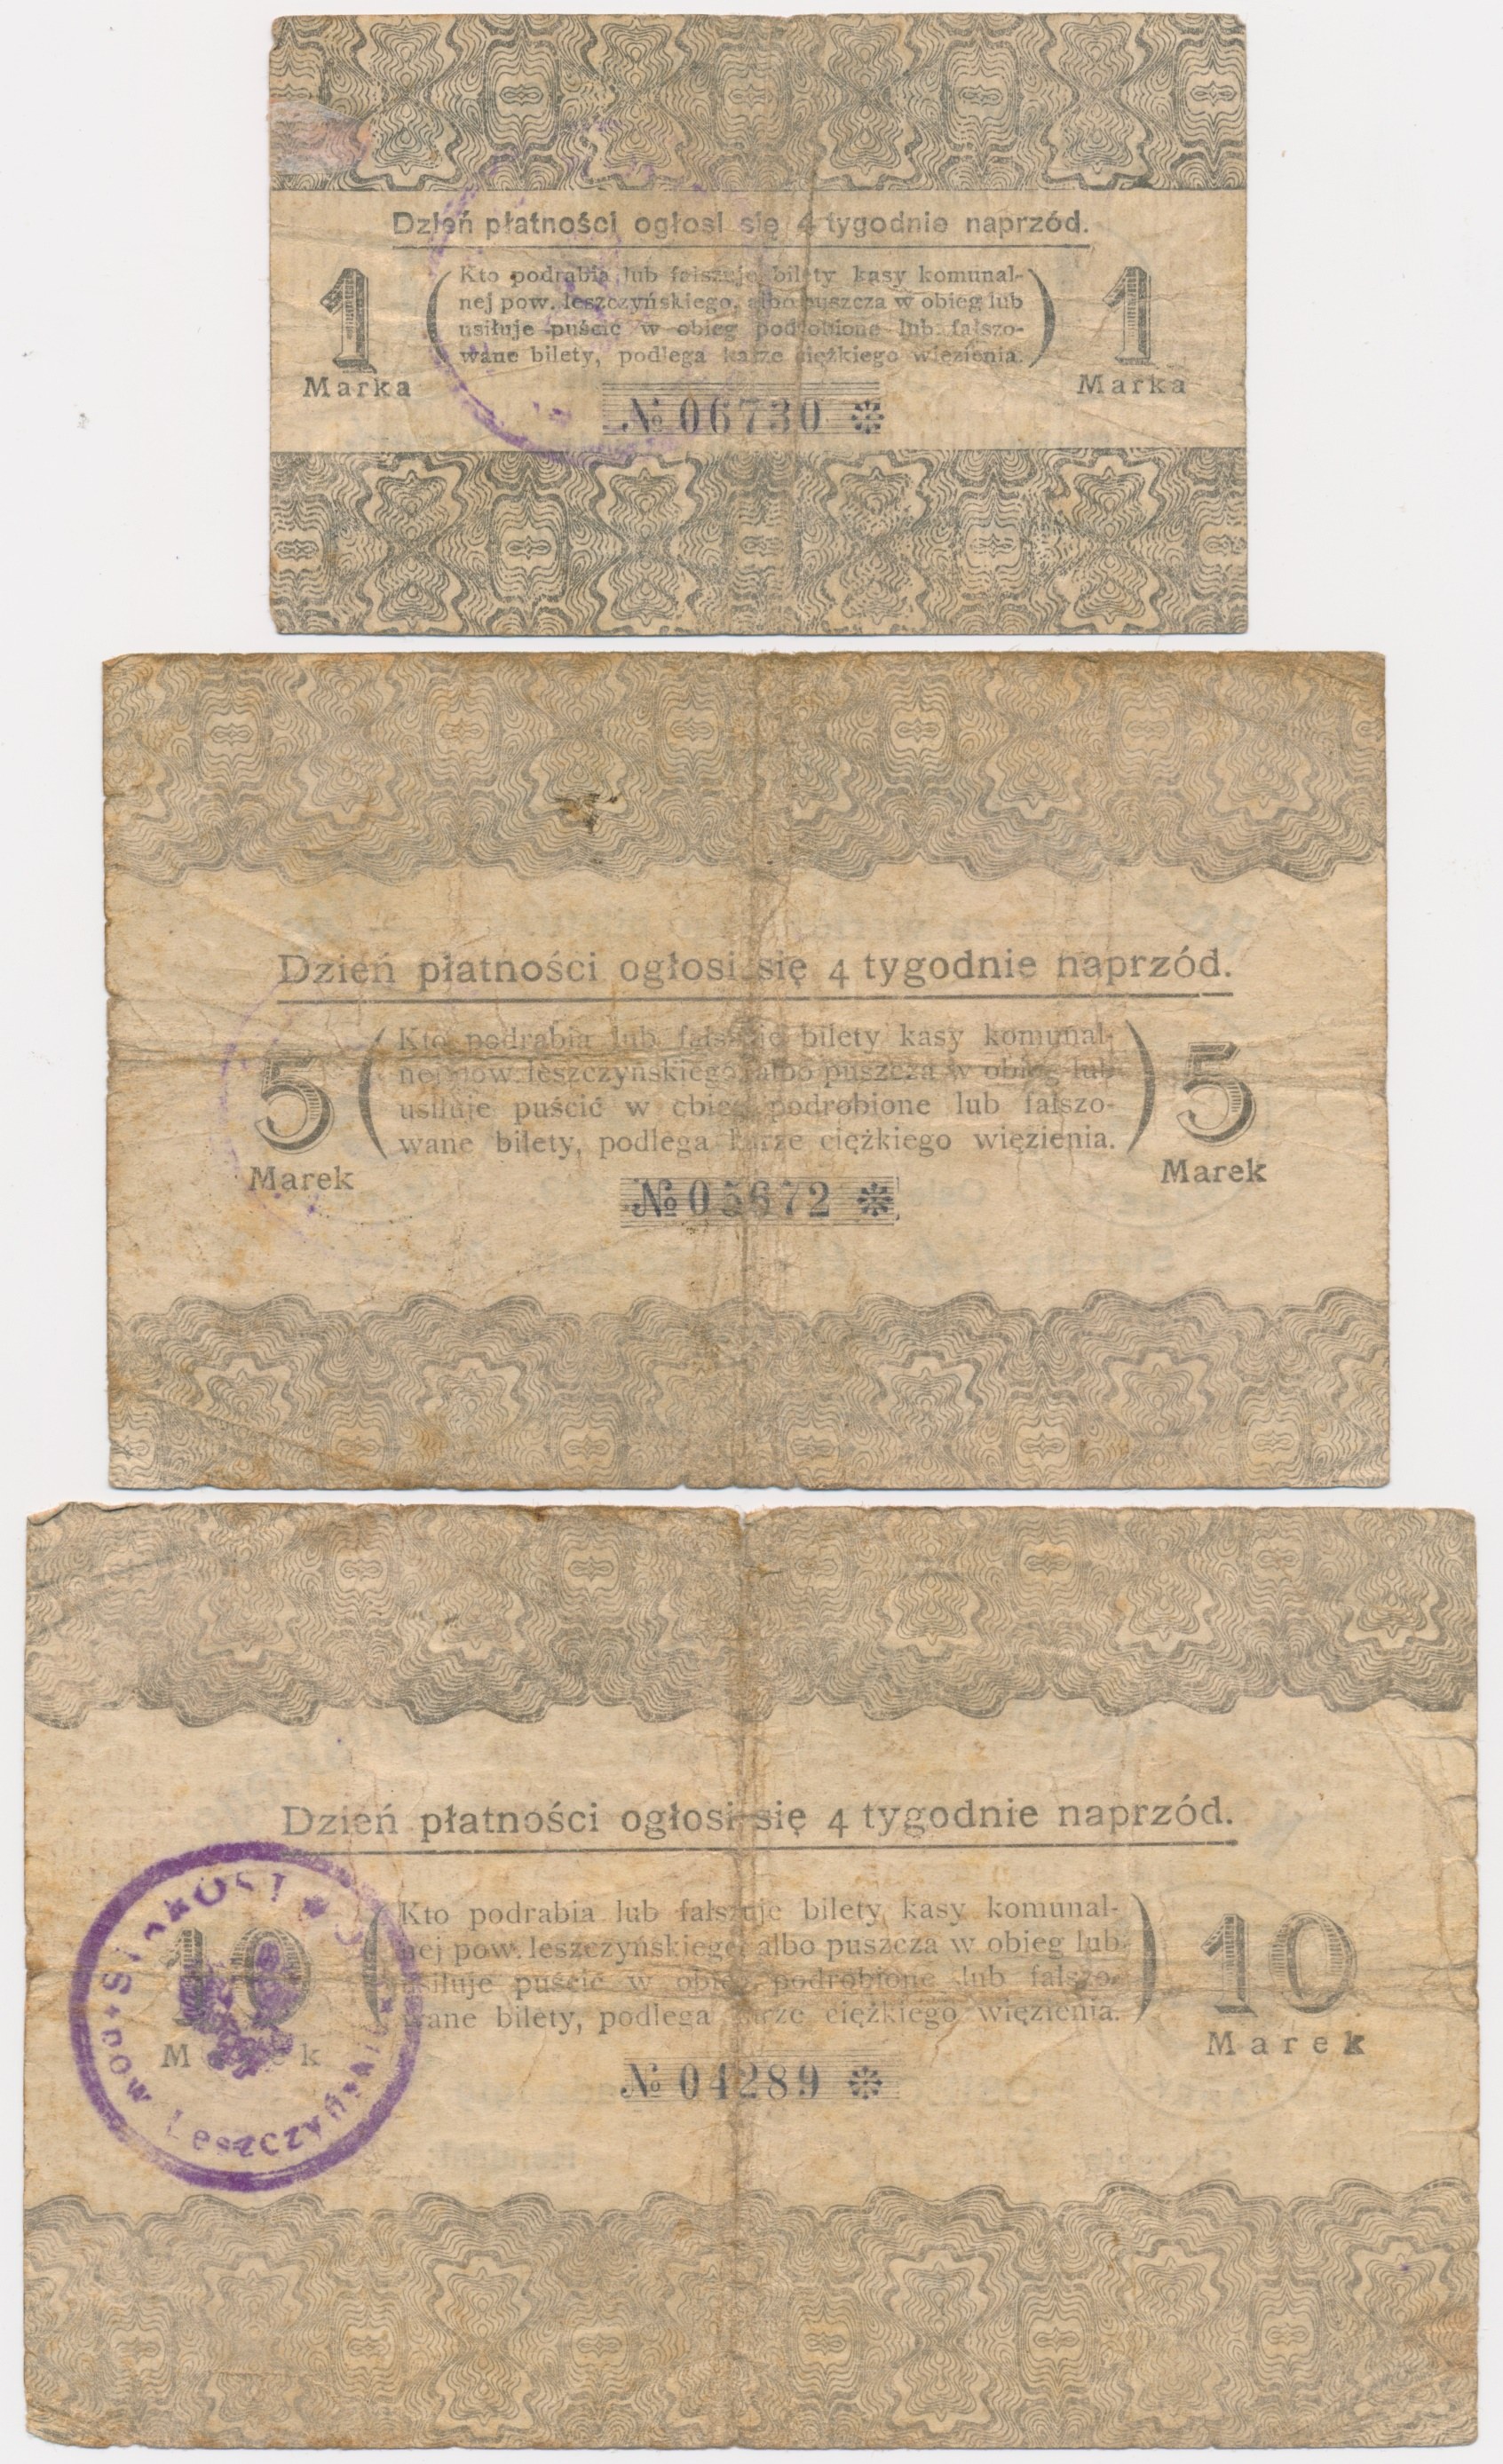 Dzień płatności ogłosi się 4 tygodnie naprzód.
1
Marka
Kto podrabia lub fałszuje bilety kasy komunal-
nej pow. leszczyńskiego, albo puszcza w obieg lub
usiłuje puścić w obieg podrobione lub fałszo-
wane bilety, podlega karze ciężkiego więzienia.
1
Marka
№ 06730 ❋
Dzień płatności ogłosi się 4 tygodnie naprzód.
5
Marek
Kto podrabia lub fałszuje bilety kasy komunal-
nej pow. leszczyńskiego, albo puszcza w obieg lub
usiłuje puścić w obieg podrobione lub fałszo-
wane bilety, podlega karze ciężkiego więzienia.
5
Marek
№ 05672 ❋
Dzień płatności ogłosi się 4 tygodnie naprzód.
10
Marek
Kto podrabia lub fałszuje bilety kasy komunal-
nej pow. leszczyńskiego, albo puszcza w obieg lub
usiłuje puścić w obieg podrobione lub fałszo-
wane bilety, podlega karze ciężkiego więzienia.
10
Marek
№ 04289 ❋
Starosta
Leszczyński